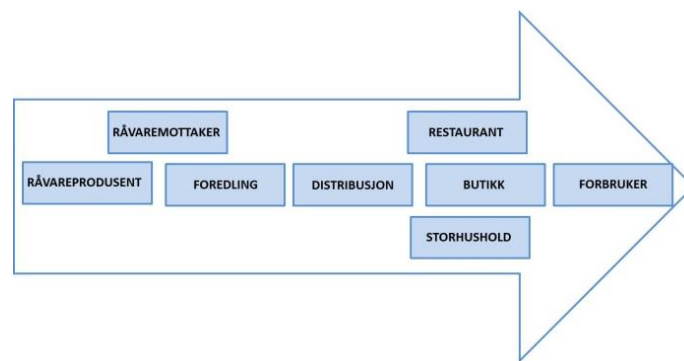 RÅVAREMOTTAKER
RESTAURANT
RÅVAREPRODUSENT
FOREDLING
DISTRIBUSJON
BUTIKK
FORBRUKER
STORHUSHOLD